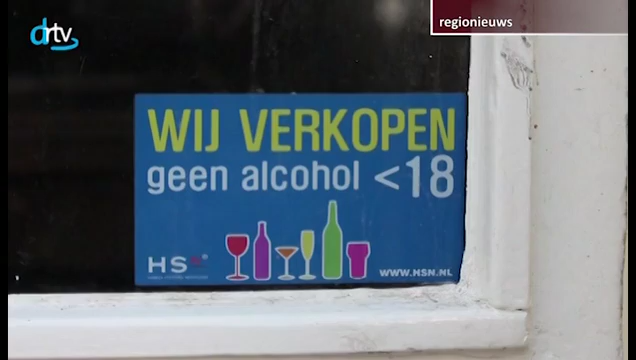 drtv
regionieuws
WIJ VERKOPEN
geen alcohol <18
HS
WWW.HSN.NL